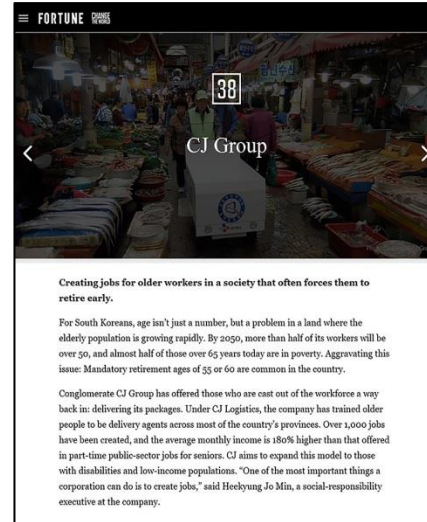 FORTUNE CHANGE
THE WORLD
38
CJ Group
Creating jobs for older workers in a society that often forces them to
retire early.
For South Koreans, age isn't just a number, but a problem in a land where the
elderly population is growing rapidly. By 2050, more than half of its workers will be
over 50, and almost half of those over 65 years today are in poverty. Aggravating this
issue: Mandatory retirement ages of 55 or 60 are common in the country.
Conglomerate CJ Group has offered those who are cast out of the workforce a way
back in: delivering its packages. Under CJ Logistics, the company has trained older
people to be delivery agents across most of the country's provinces. Over 1,000 jobs
have been created, and the average monthly income is 180% higher than that offered
in part-time public-sector jobs for seniors. CJ aims to expand this model to those
with disabilities and low-income populations. "One of the most important things a
corporation can do is to create jobs," said Heekyung Jo Min, a social-responsibility
executive at the company.